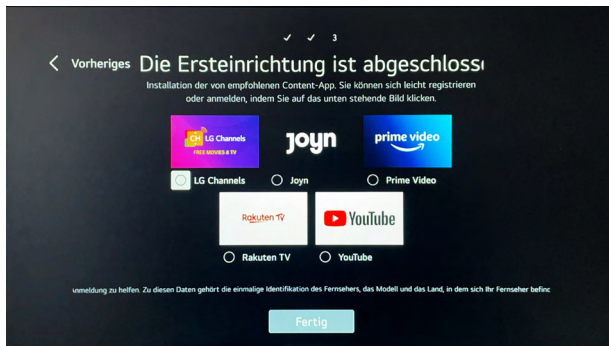 3
Vorheriges Die Ersteinrichtung ist abgeschlosse
Installation der von empfohlenen Content-App. Sie können sich leicht registrieren
oder anmelden, indem Sie auf das unten stehende Bild klicken.
CH LG Channels
FREE MOVIES & TV
Joyn
prime video
LG Channels
Joyn
Prime Video
Rakuten TV
YouTube
Rakuten TV
YouTube
anmeldung zu helfen. Zu diesen Daten gehört die einmalige Identifikation des Fernsehers, das Modell und das Land, in dem sich Ihr Fernseher befind
Fertig